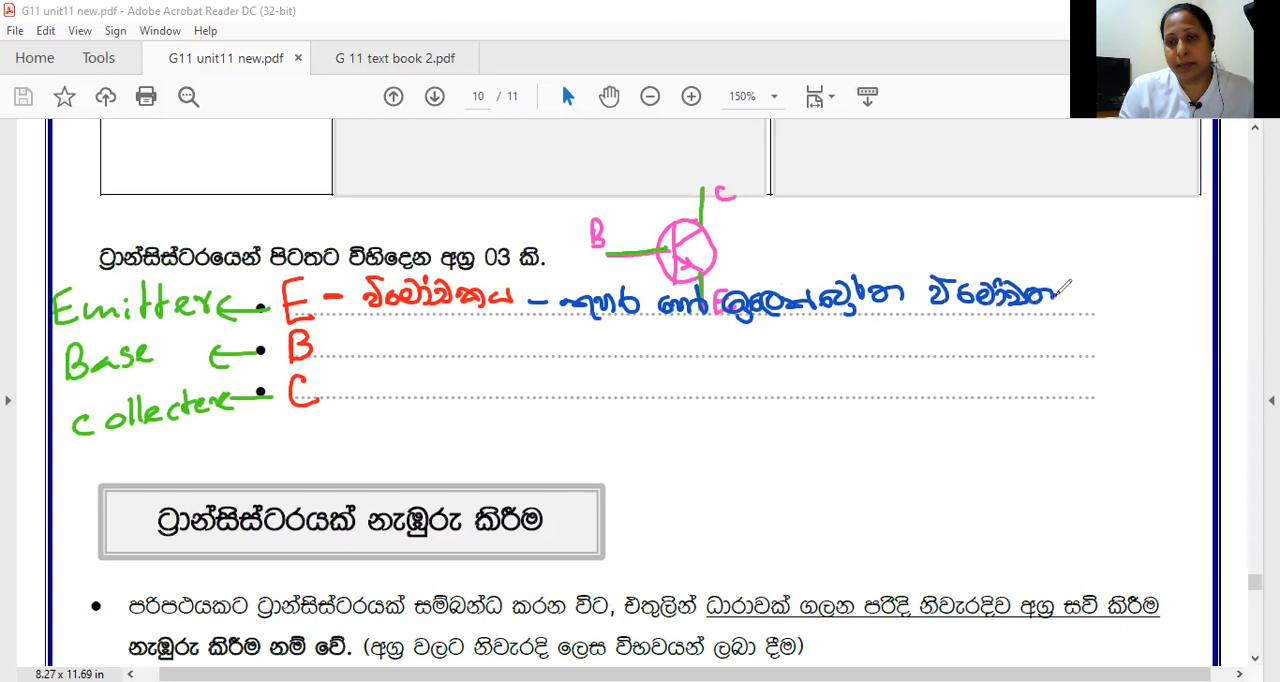 G11 unit11 new.pdf - Adobe Acrobat Reader DC (32-bit)
File Edit View Sign Window Help
Home Tools G11 unit11 new.pdf × G 11 text book 2.pdf
10 / 11 150%
C
B
ට්‍රාන්සිස්ටරයෙන් පිටතට විහිදෙන අග්‍ර 03 කි.
E
Emitter E - විමෝචකය - කුහර හෝ ඉලෙක්ට්‍රෝන විමෝචන
Base B
collecter C
ට්‍රාන්සිස්ටරයක් නැඹුරු කිරීම
• පරිපථයකට ට්‍රාන්සිස්ටරයක් සම්බන්ධ කරන විට, එතුලින් ධාරාවක් ගලන පරිදි නිවැරදිව අග්‍ර සවි කිරීම
නැඹුරු කිරීම නම් වේ. (අග්‍ර වලට නිවැරදි ලෙස විභවයන් ලබා දීම)
8.27 x 11.69 in